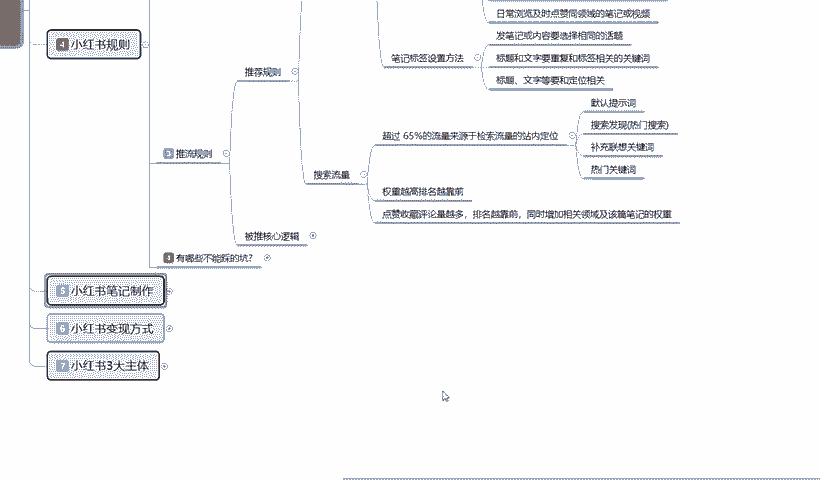 日常浏览及时点赞同领域的笔记或视频
4 小红书规则
发笔记或内容要选择相同的话题
笔记标签设置方法
标题和文字要重复和标签相关的关键词
推荐规则
标题、文字等要和定位相关
默认提示词
超过 65%的流量来源于检索流量的站内定位
搜索发现(热门搜索)
补充联想关键词
3 推流规则
热门关键词
搜索流量
权重越高排名越靠前
点赞收藏评论量越多，排名越靠前，同时增加相关领域及该篇笔记的权重
被推核心逻辑
4 有哪些不能踩的坑？
5 小红书笔记制作
6 小红书变现方式
7 小红书3大主体